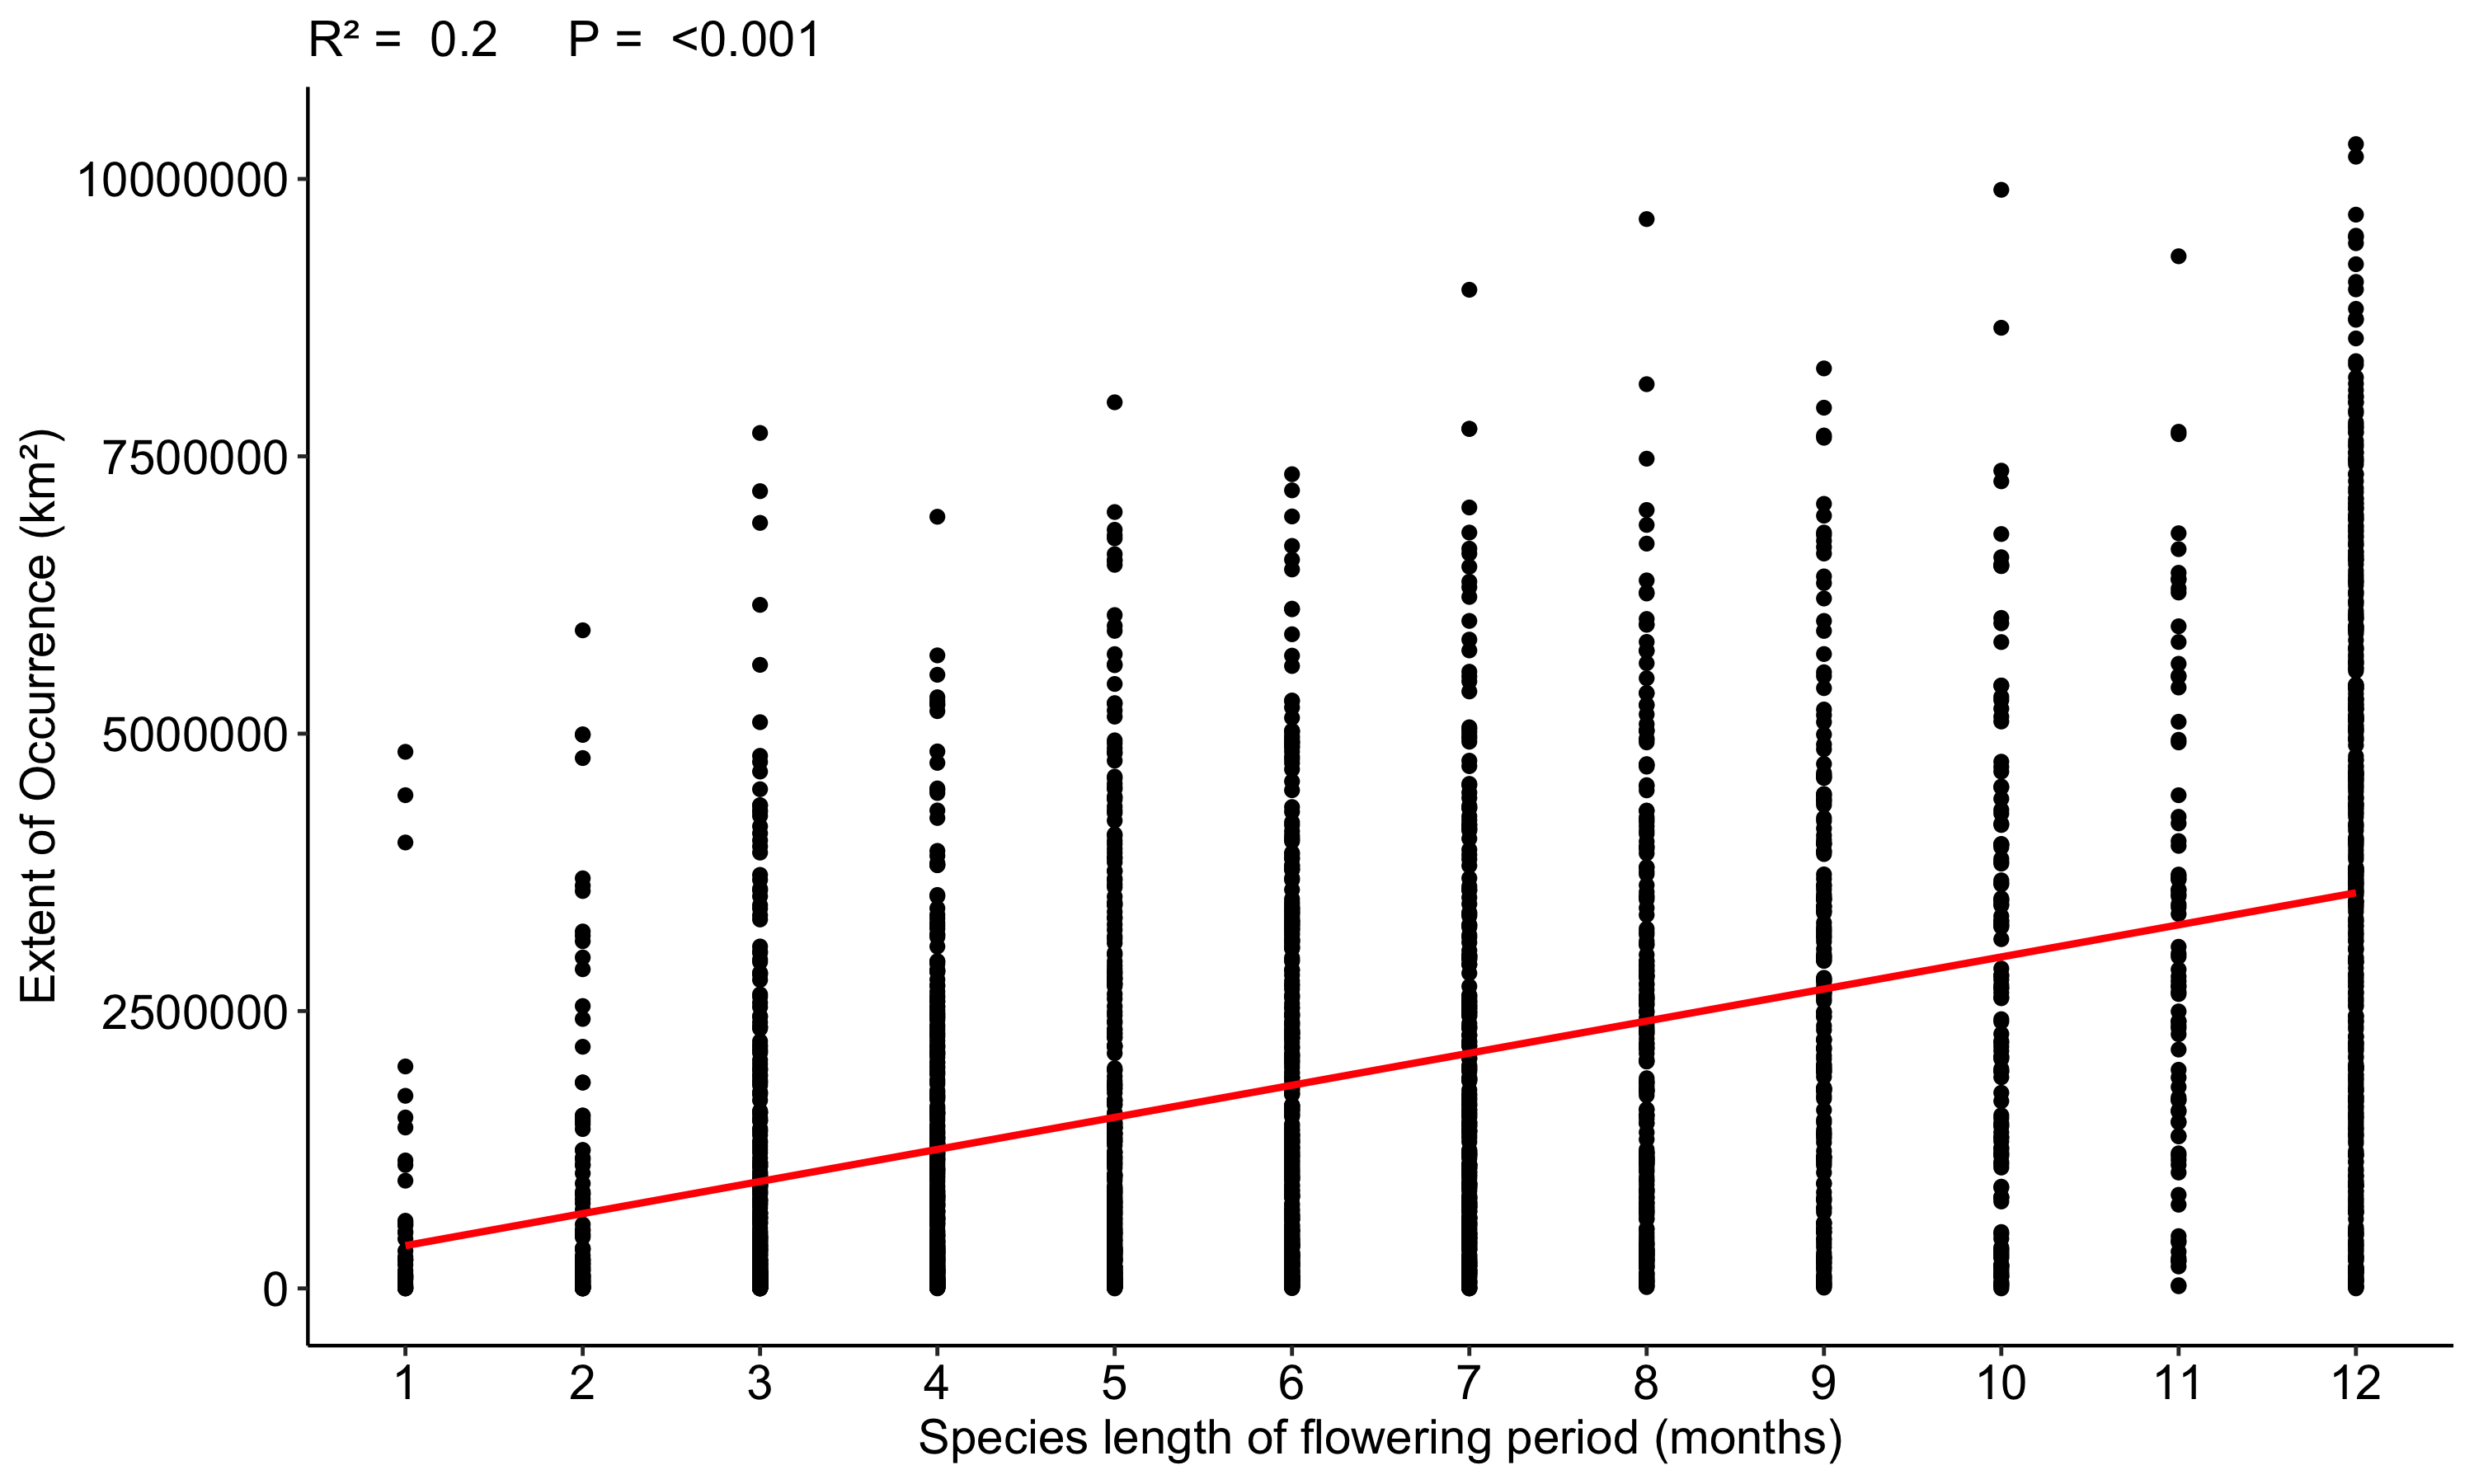 R² = 0.2 P = <0.001
10000000
7500000
5000000
2500000
0
Extent of Occurrence (km²)
1 2 3 4 5 6 7 8 9 10 11 12
Species length of flowering period (months)